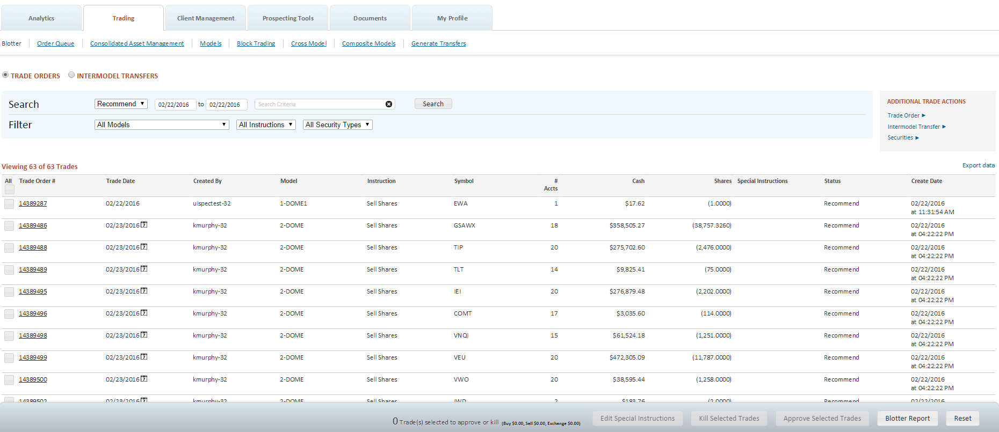 Analytics Trading Client Management Prospecting Tools Documents My Profile
Blotter Order Queue Consolidated Asset Management Models Block Trading Cross Model Composite Models Generate Transfers
TRADE ORDERS INTERMODEL TRANSFERS
Search Recommend 02/22/2016 to 02/22/2016 Search Criteria Search
Filter All Models All Instructions All Security Types
ADDITIONAL TRADE ACTIONS
Trade Order
Intermodel Transfer
Securities
Viewing 63 of 63 Trades Export data
All Trade Order # Trade Date Created By Model Instruction Symbol # Accts Cash Shares Special Instructions Status Create Date
14389287 02/22/2016 uispectest-32 1-DOME1 Sell Shares EWA 1 $17.62 (1.0000) Recommend 02/22/2016
at 11:31:54 AM
14389486 02/23/2016 kmurphy-32 2-DOME Sell Shares GSAWX 18 $358,505.27 (38,757.3260) Recommend 02/22/2016
at 04:22:22 PM
14389488 02/23/2016 kmurphy-32 2-DOME Sell Shares TIP 20 $275,702.60 (2,476.0000) Recommend 02/22/2016
at 04:22:22 PM
14389489 02/23/2016 kmurphy-32 2-DOME Sell Shares TLT 14 $9,825.41 (75.0000) Recommend 02/22/2016
at 04:22:22 PM
14389495 02/23/2016 kmurphy-32 2-DOME Sell Shares IEI 20 $276,879.48 (2,202.0000) Recommend 02/22/2016
at 04:22:22 PM
14389496 02/23/2016 kmurphy-32 2-DOME Sell Shares COMT 17 $3,035.60 (114.0000) Recommend 02/22/2016
at 04:22:22 PM
14389498 02/23/2016 kmurphy-32 2-DOME Sell Shares VNQI 15 $61,524.18 (1,251.0000) Recommend 02/22/2016
at 04:22:22 PM
14389499 02/23/2016 kmurphy-32 2-DOME Sell Shares VEU 20 $472,305.09 (11,787.0000) Recommend 02/22/2016
at 04:22:22 PM
14389500 02/23/2016 kmurphy-32 2-DOME Sell Shares VWO 20 $38,595.44 (1,258.0000) Recommend 02/22/2016
at 04:22:22 PM
14389502 02/23/2016 kmurphy-32 2-DOME Sell Shares IWD 2 $183.76 (2.0000) Recommend 02/22/2016
0 Trade(s) selected to approve or kill (Buy $0.00, Sell $0.00, Exchange $0.00) Edit Special Instructions Kill Selected Trades Approve Selected Trades Blotter Report Reset